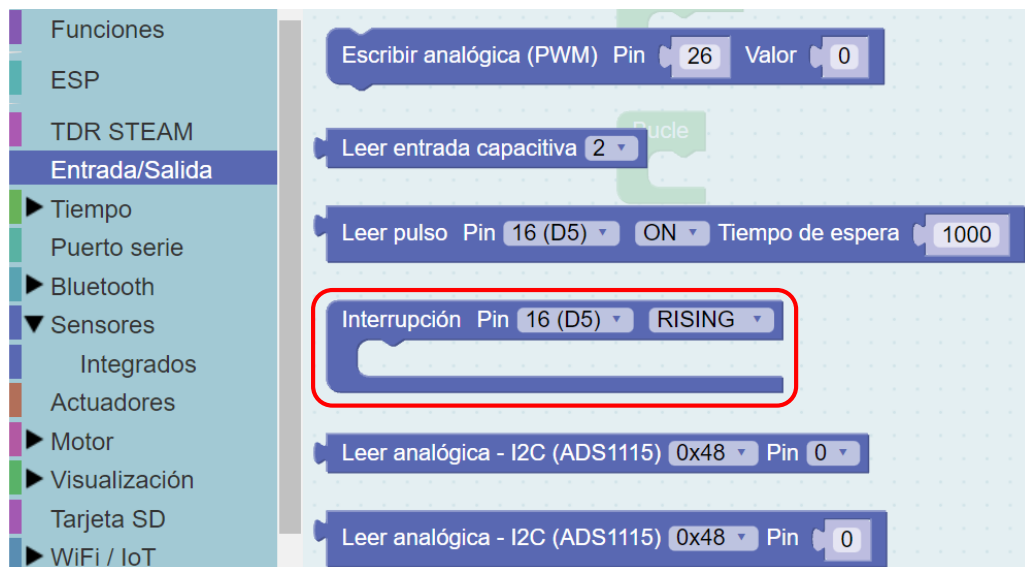 Funciones
ESP
TDR STEAM
Entrada/Salida
Tiempo
Puerto serie
Bluetooth
Sensores
Integrados
Actuadores
Motor
Visualización
Tarjeta SD
WiFi / IoT
Escribir analógica (PWM) Pin 26 Valor 0
Bucle
Leer entrada capacitiva 2
Leer pulso Pin 16 (D5) ON Tiempo de espera 1000
Interrupción Pin 16 (D5) RISING
Leer analógica - I2C (ADS1115) 0x48 Pin 0
Leer analógica - I2C (ADS1115) 0x48 Pin 0